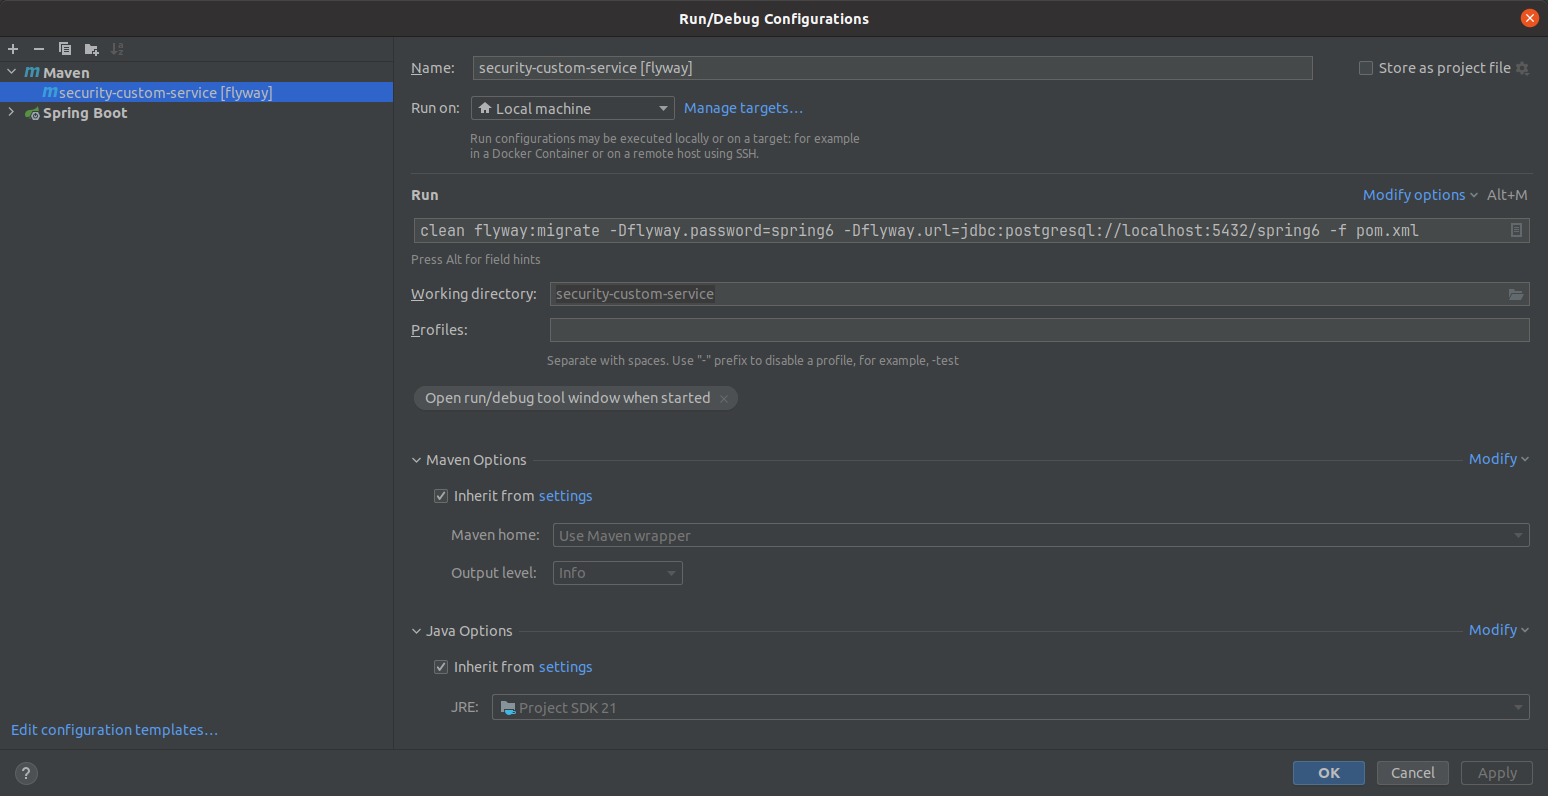 Run/Debug Configurations
Maven
security-custom-service [flyway]
Spring Boot
Edit configuration templates…
Name: security-custom-service [flyway] Store as project file
Run on: Local machine Manage targets…
Run configurations may be executed locally or on a target: for example
in a Docker Container or on a remote host using SSH.
Run Modify options Alt+M
clean flyway:migrate -Dflyway.password=spring6 -Dflyway.url=jdbc:postgresql://localhost:5432/spring6 -f pom.xml
Press Alt for field hints
Working directory: security-custom-service
Profiles:
Separate with spaces. Use "-" prefix to disable a profile, for example, -test
Open run/debug tool window when started
Maven Options Modify
Inherit from settings
Maven home: Use Maven wrapper
Output level: Info
Java Options Modify
Inherit from settings
JRE: Project SDK 21
? OK Cancel Apply